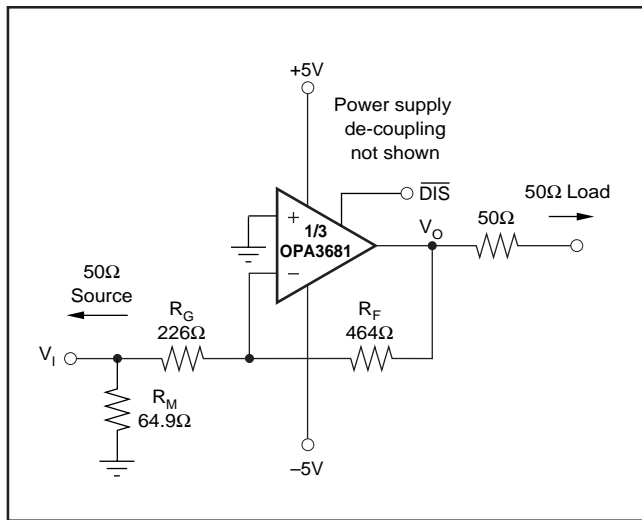 +5V
Power supply
de-coupling
not shown
DIS
50Ω Load
+
1/3
OPA3681
–
V_O
50Ω
50Ω
Source
R_G
226Ω
R_F
464Ω
V_I
R_M
64.9Ω
–5V